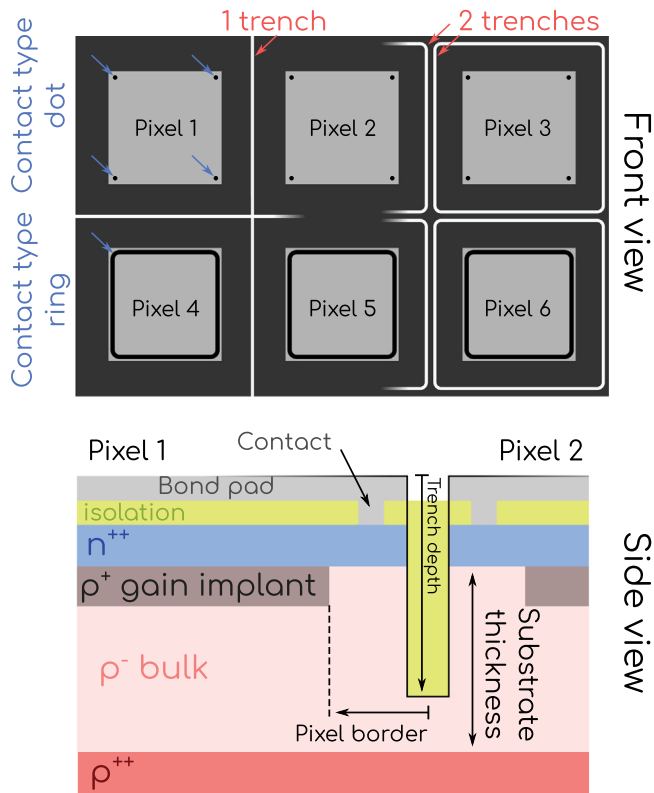 1 trench
2 trenches
Contact type
dot
Pixel 1
Pixel 2
Pixel 3
Front view
Contact type
ring
Pixel 4
Pixel 5
Pixel 6
Pixel 1
Contact
Pixel 2
Bond pad
isolation
n⁺⁺
Trench depth
p⁺ gain implant
p⁻ bulk
Substrate
thickness
Side view
Pixel border
p⁺⁺